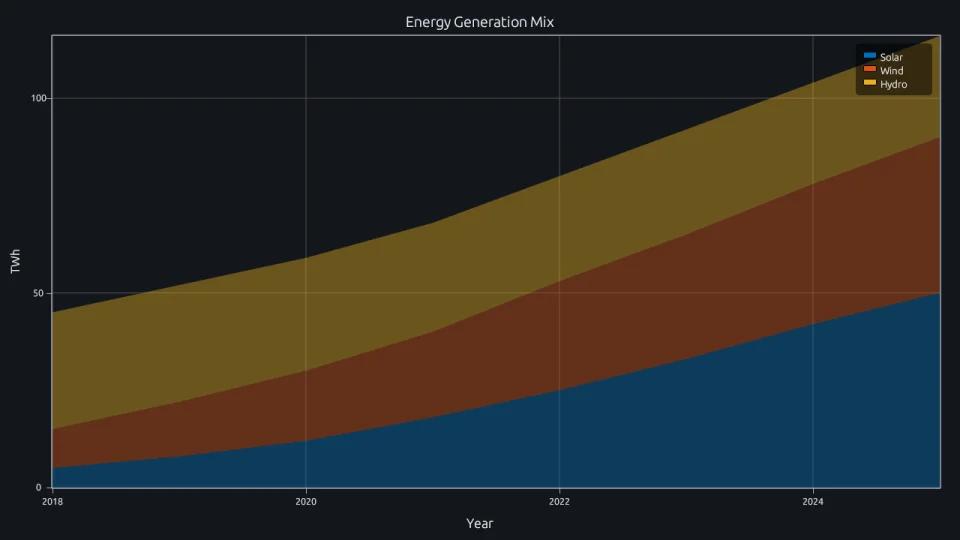 Energy Generation Mix
Solar
Wind
Hydro
100
50
0
TWh
2018
2020
2022
2024
Year